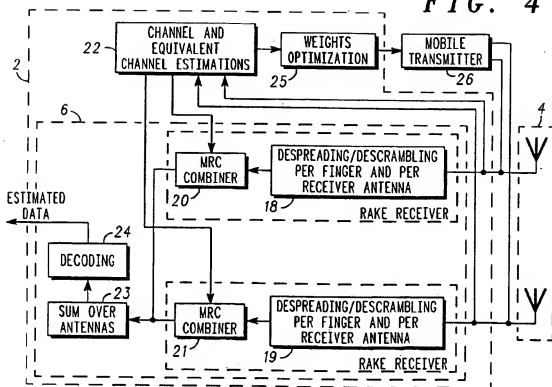 FIG. 4
22
CHANNEL AND
EQUIVALENT
CHANNEL ESTIMATIONS
WEIGHTS
OPTIMIZATION
25
MOBILE
TRANSMITTER
26
2
6
4
MRC
COMBINER
20
DESPREADING/DESCRAMBLING
PER FINGER AND PER
RECEIVER ANTENNA
18
RAKE RECEIVER
ESTIMATED
DATA
24
DECODING
23
SUM OVER
ANTENNAS
MRC
COMBINER
21
DESPREADING/DESCRAMBLING
PER FINGER AND PER
RECEIVER ANTENNA
19
RAKE RECEIVER